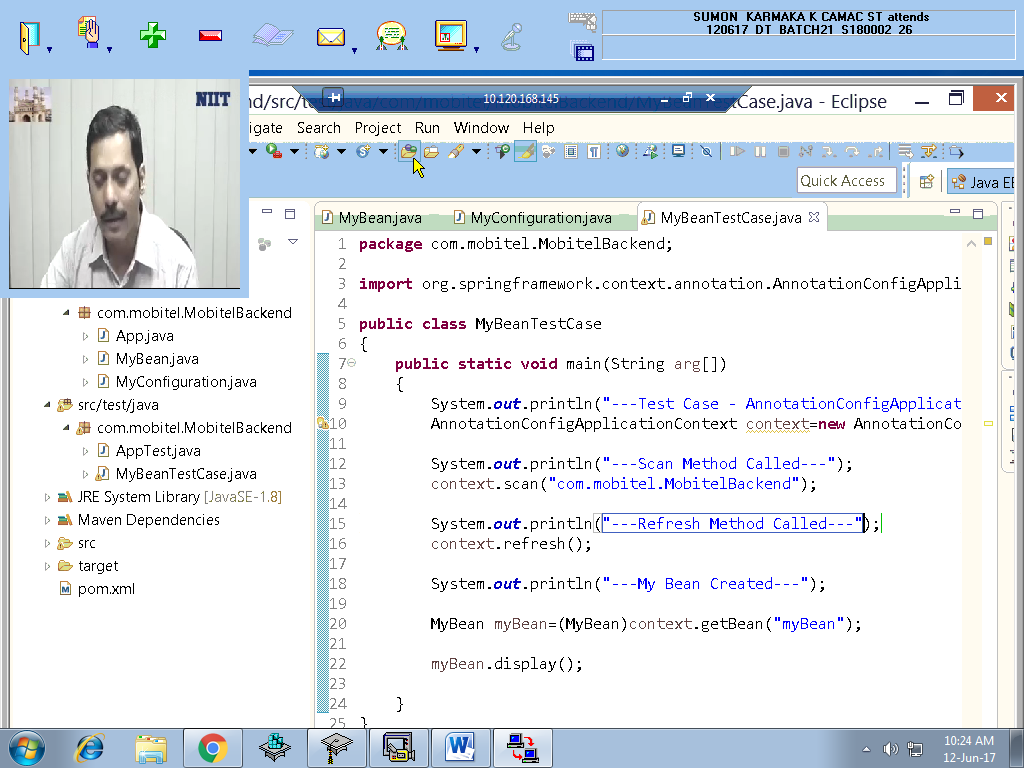 SUMON KARMAKA K CAMAC ST attends
120617_DT_BATCH21_S180002_26
NIIT
10.120.168.145
nd/src/test/java/com/mobitel/MobitelBackend/MyBeanTestCase.java - Eclipse
igate Search Project Run Window Help
Quick Access
Java EE
MyBean.java
MyConfiguration.java
MyBeanTestCase.java
com.mobitel.MobitelBackend
App.java
MyBean.java
MyConfiguration.java
src/test/java
com.mobitel.MobitelBackend
AppTest.java
MyBeanTestCase.java
JRE System Library [JavaSE-1.8]
Maven Dependencies
src
target
pom.xml
1 package com.mobitel.MobitelBackend;
2
3 import org.springframework.context.annotation.AnnotationConfigAppli
4
5 public class MyBeanTestCase
6 {
7 public static void main(String arg[])
8 {
9 System.out.println("---Test Case - AnnotationConfigApplicat
10 AnnotationConfigApplicationContext context=new AnnotationCo
11
12 System.out.println("---Scan Method Called---");
13 context.scan("com.mobitel.MobitelBackend");
14
15 System.out.println("---Refresh Method Called---");
16 context.refresh();
17
18 System.out.println("---My Bean Created---");
19
20 MyBean myBean=(MyBean)context.getBean("myBean");
21
22 myBean.display();
23
24 }
25 }
10:24 AM
12-Jun-17